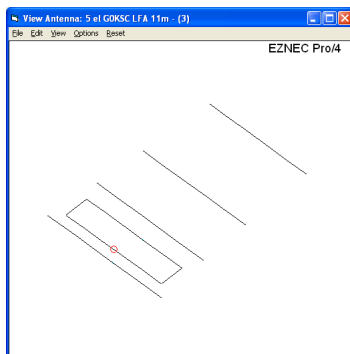 View Antenna: 5 el G0KSC LFA 11m - (3)
File Edit View Options Reset
EZNEC Pro/4